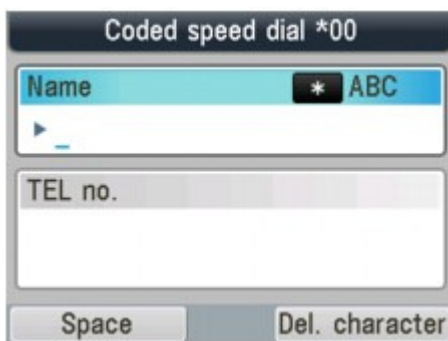 Coded speed dial *00
Name * ABC
TEL no.
Space Del. character